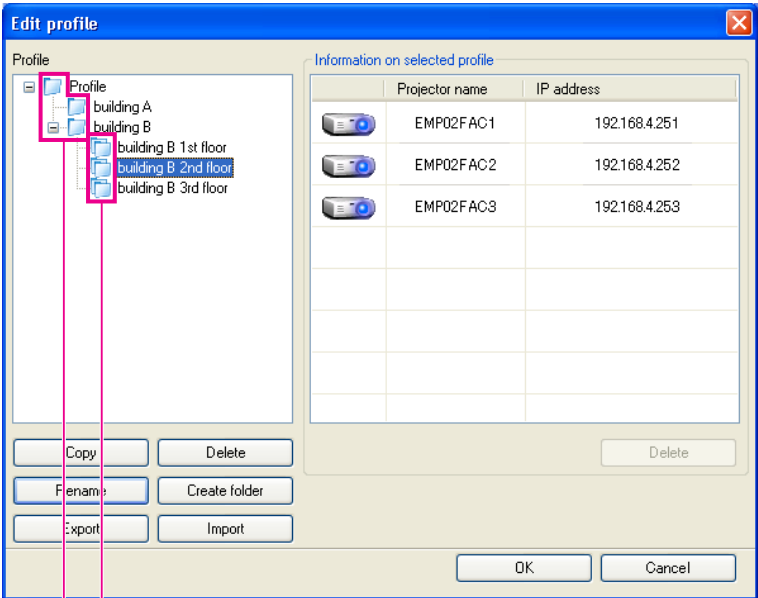 Edit profile
Profile
Information on selected profile
Profile
building A
building B
building B 1st floor
building B 2nd floor
building B 3rd floor
Projector name IP address
EMP02FAC1 192.168.4.251
EMP02FAC2 192.168.4.252
EMP02FAC3 192.168.4.253
Copy Delete
Delete
Rename Create folder
Export Import
OK Cancel